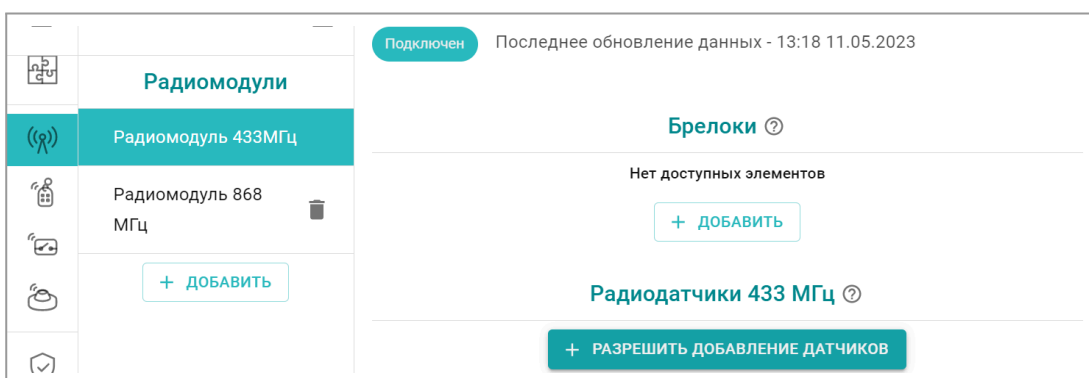 Подключен
Последнее обновление данных - 13:18 11.05.2023
Радиомодули
Радиомодуль 433МГц
Радиомодуль 868
МГц
+ ДОБАВИТЬ
Брелоки
Нет доступных элементов
+ ДОБАВИТЬ
Радиодатчики 433 МГц
+ РАЗРЕШИТЬ ДОБАВЛЕНИЕ ДАТЧИКОВ